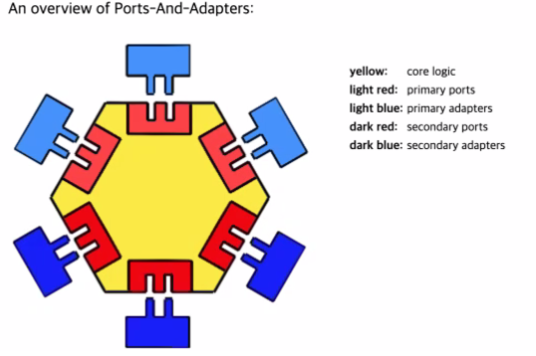 An overview of Ports-And-Adapters:
yellow: core logic
light red: primary ports
light blue: primary adapters
dark red: secondary ports
dark blue: secondary adapters